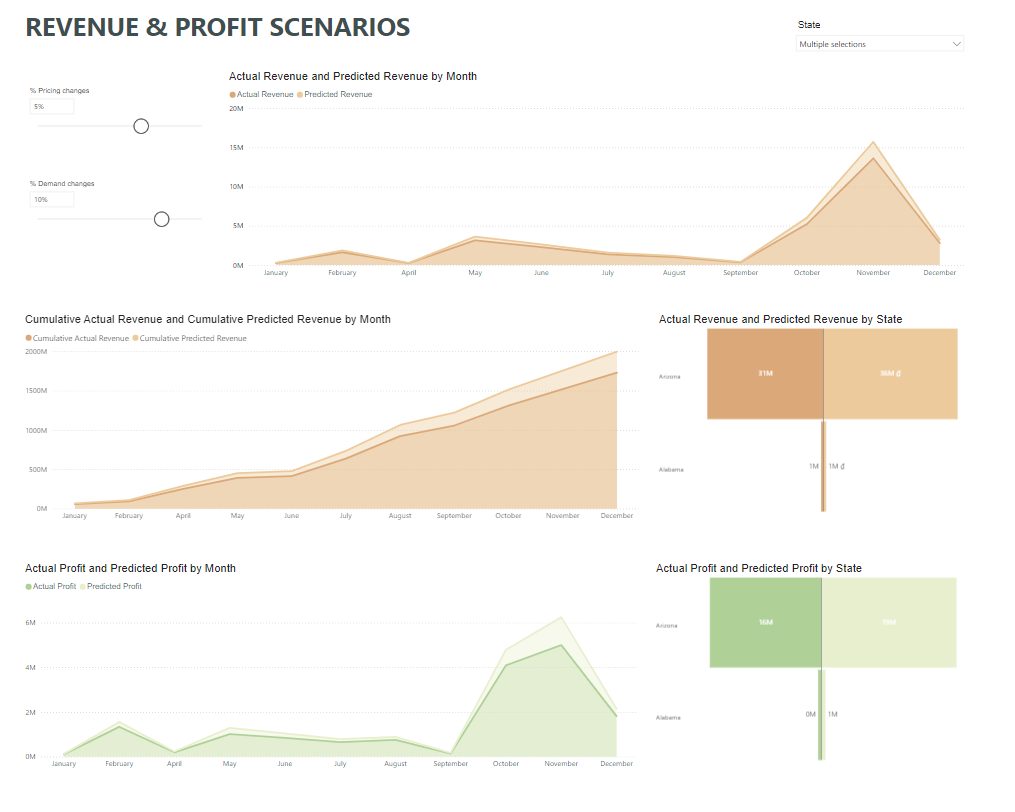 REVENUE & PROFIT SCENARIOS
State
Multiple selections
% Pricing changes
5%
% Demand changes
10%
Actual Revenue and Predicted Revenue by Month
Actual Revenue Predicted Revenue
20M
15M
10M
5M
0M
January February April May June July August September October November December
Cumulative Actual Revenue and Cumulative Predicted Revenue by Month
Cumulative Actual Revenue Cumulative Predicted Revenue
2000M
1500M
1000M
500M
0M
January February April May June July August September October November December
Actual Revenue and Predicted Revenue by State
Arizona 31M 36M ₫
Alabama 1M 1M ₫
Actual Profit and Predicted Profit by Month
Actual Profit Predicted Profit
6M
4M
2M
0M
January February April May June July August September October November December
Actual Profit and Predicted Profit by State
Arizona 16M 19M
Alabama 0M 1M